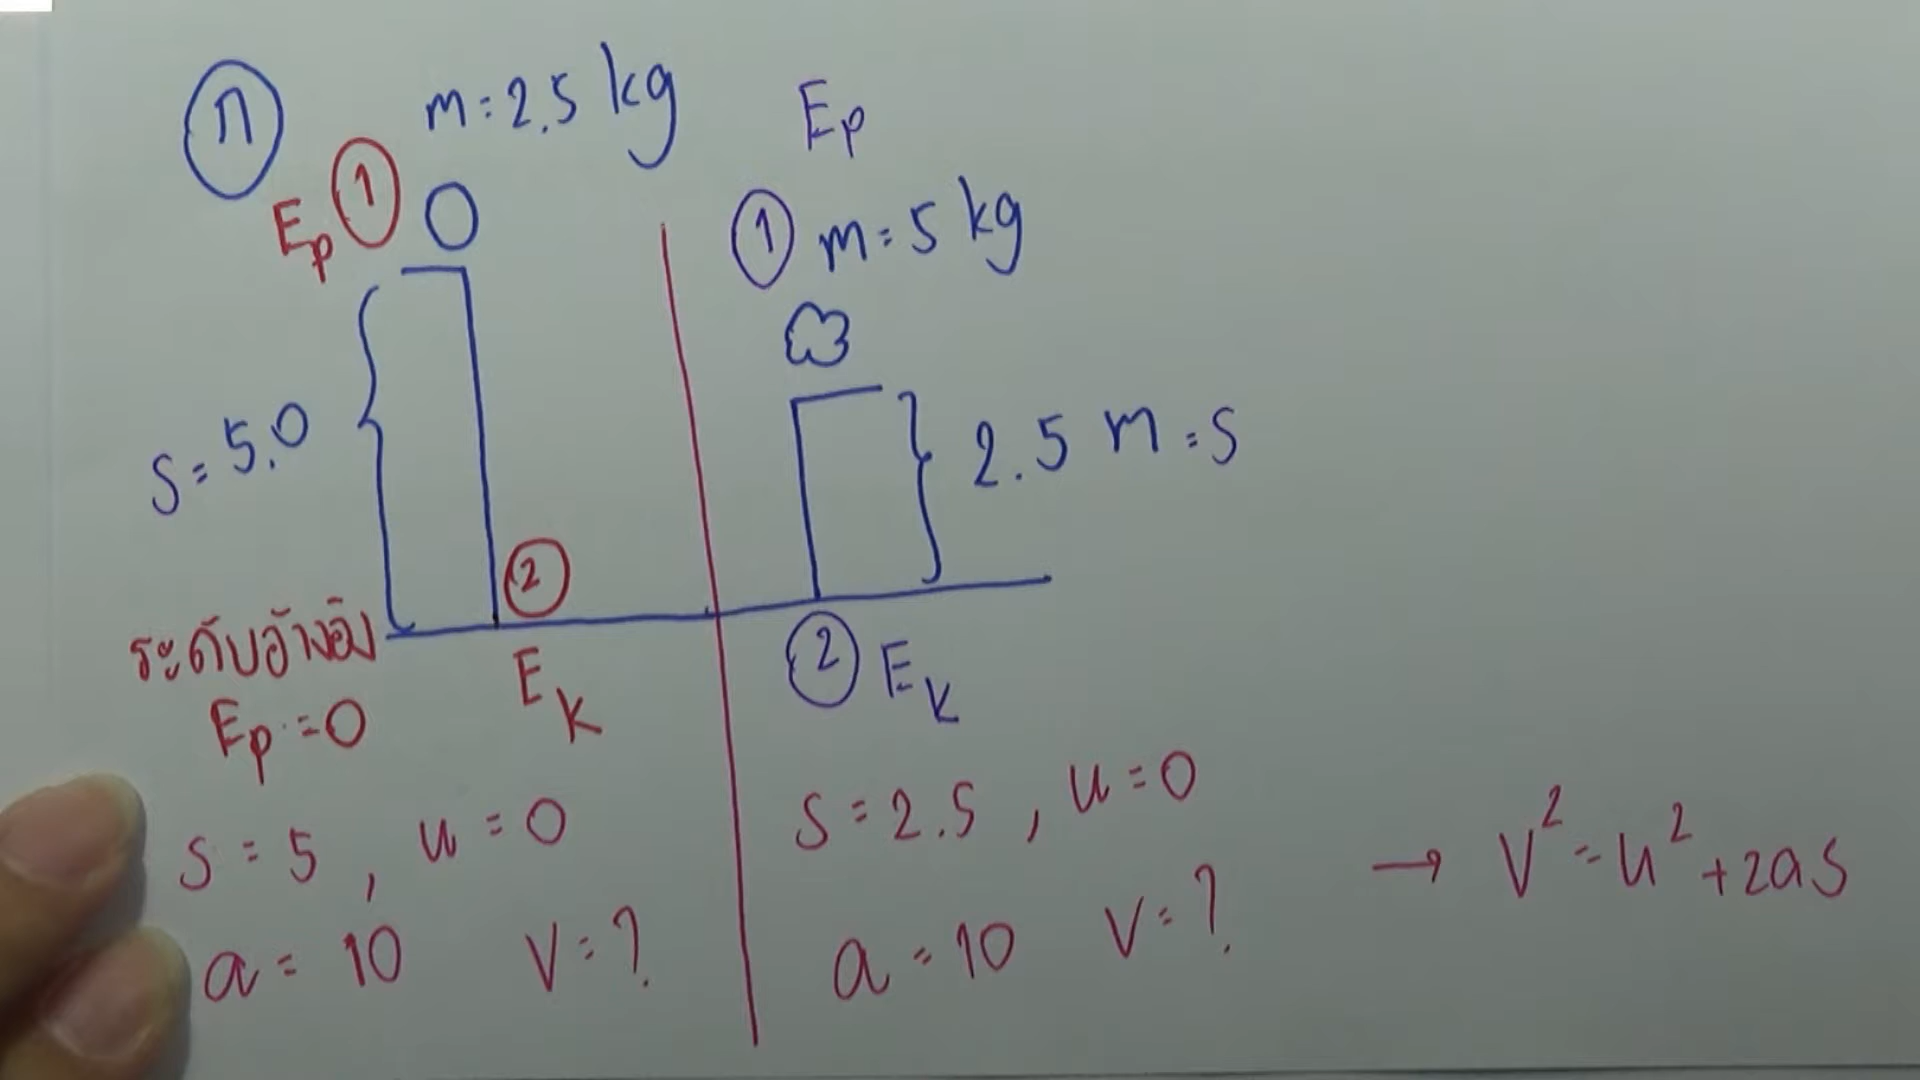 ก
m = 2.5 kg
Ep 1
S = 5.0
2
ระดับอ้างอิง
Ep = 0
EK
S = 5 , u = 0
a = 10 V = ?
Ep
1 m = 5 kg
2.5 m = S
2 EK
S = 2.5 , u = 0
a = 10 V = ?
→ V² = u² + 2as